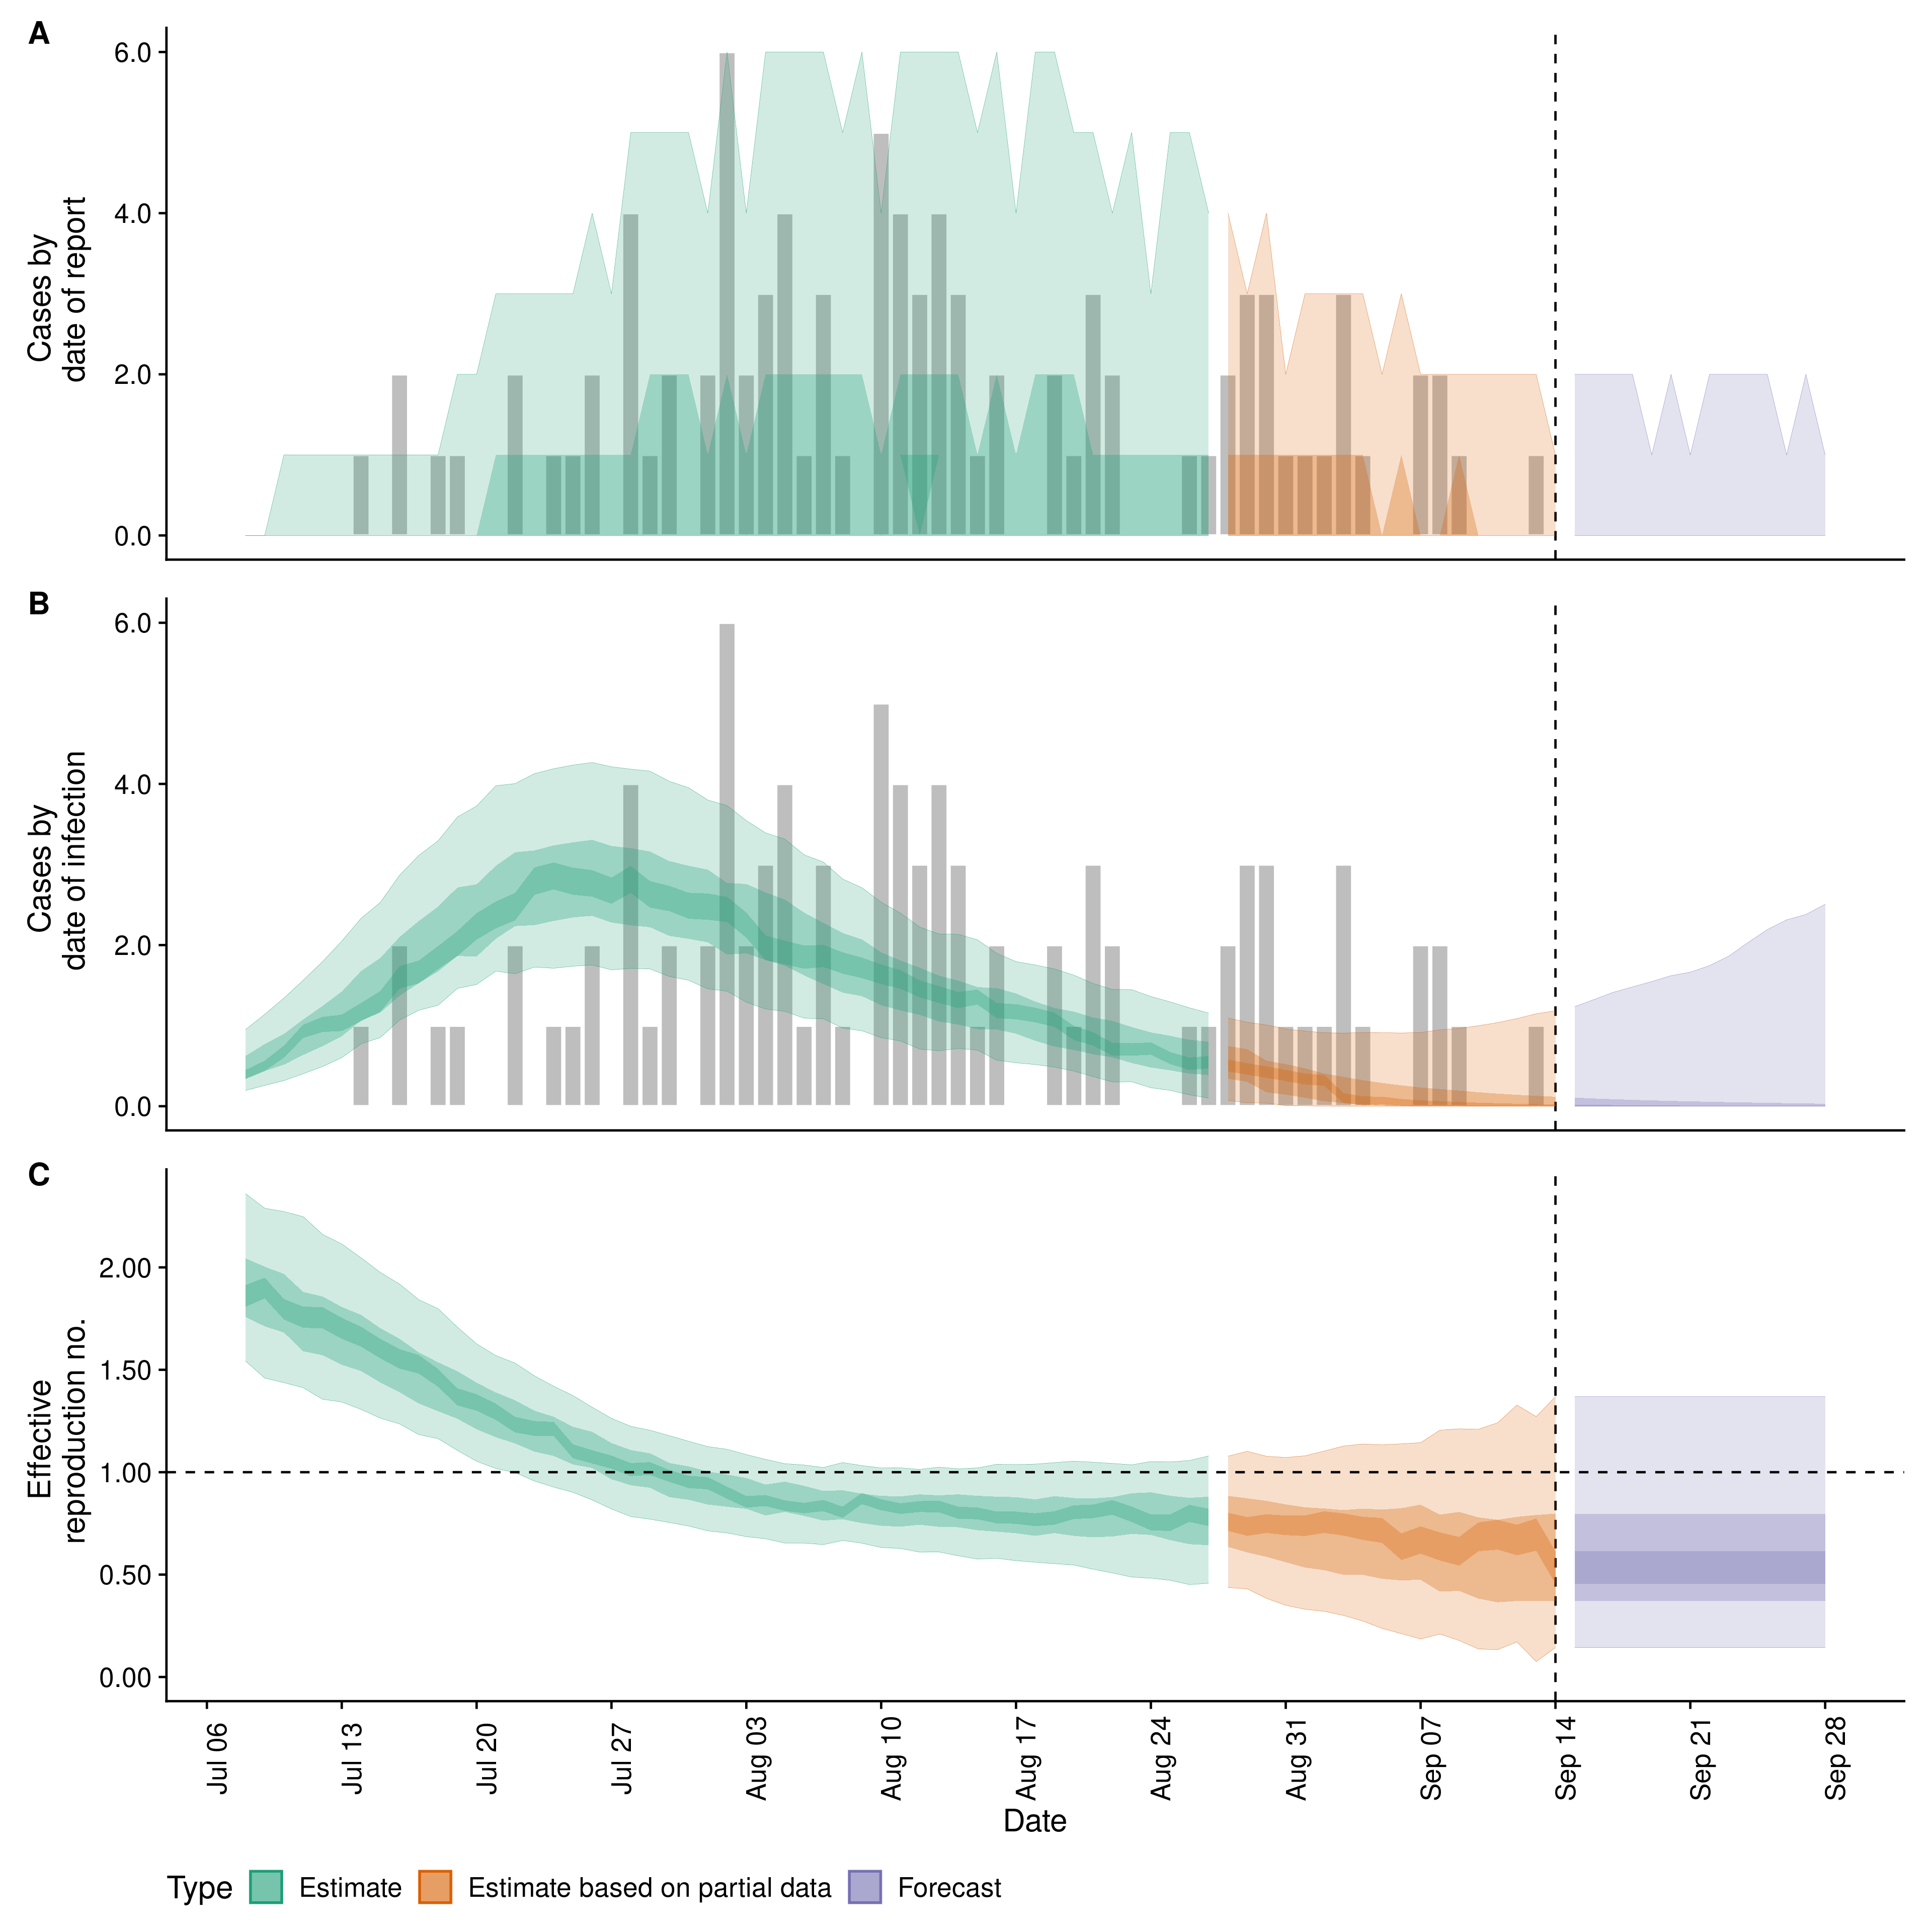 A
Cases by
date of report
6.0
4.0
2.0
0.0
B
Cases by
date of infection
6.0
4.0
2.0
0.0
C
Effective
reproduction no.
2.00
1.50
1.00
0.50
0.00
Jul 06
Jul 13
Jul 20
Jul 27
Aug 03
Aug 10
Aug 17
Aug 24
Aug 31
Sep 07
Sep 14
Sep 21
Sep 28
Date
Type Estimate Estimate based on partial data Forecast